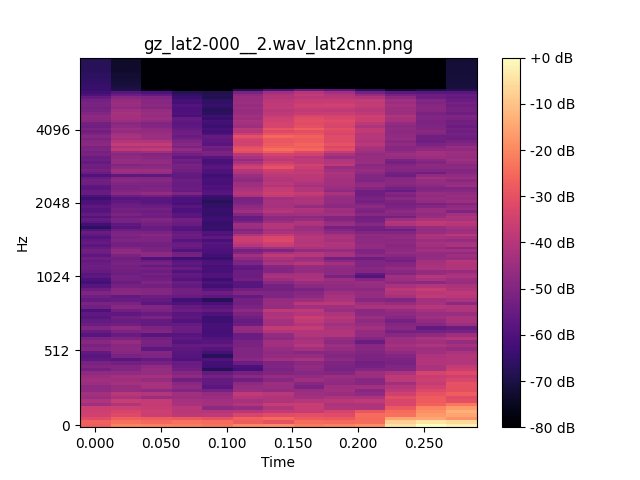 gz_lat2-000__2.wav_lat2cnn.png
+0 dB
4096
-10 dB
-20 dB
2048
-30 dB
Hz
-40 dB
1024
-50 dB
512
-60 dB
-70 dB
0
-80 dB
0.000 0.050 0.100 0.150 0.200 0.250
Time